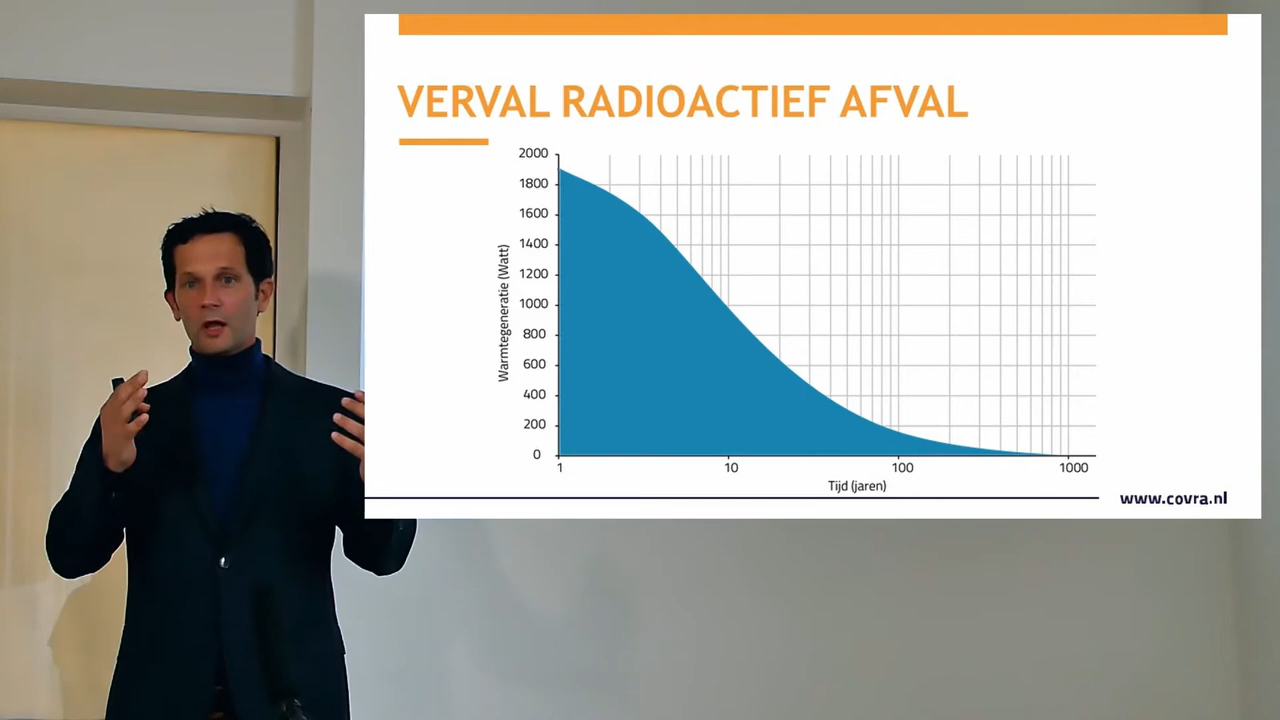 VERVAL RADIOACTIEF AFVAL
2000
1800
1600
1400
1200
1000
800
600
400
200
0
Warmtegeneratie (Watt)
1 10 100 1000
Tijd (jaren)
www.covra.nl